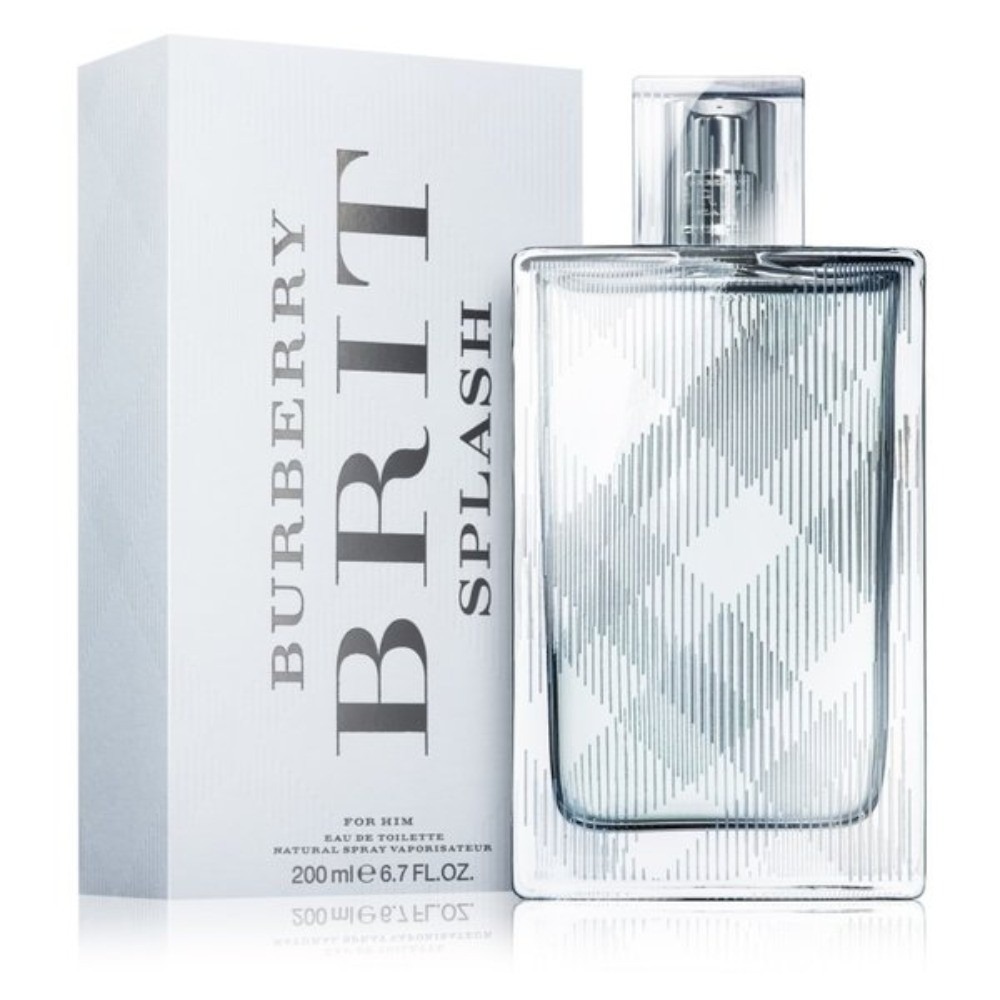 BURBERRY
BRIT
SPLASH
FOR HIM
EAU DE TOILETTE
NATURAL SPRAY VAPORISATEUR
200 ml e 6.7 FL.OZ.